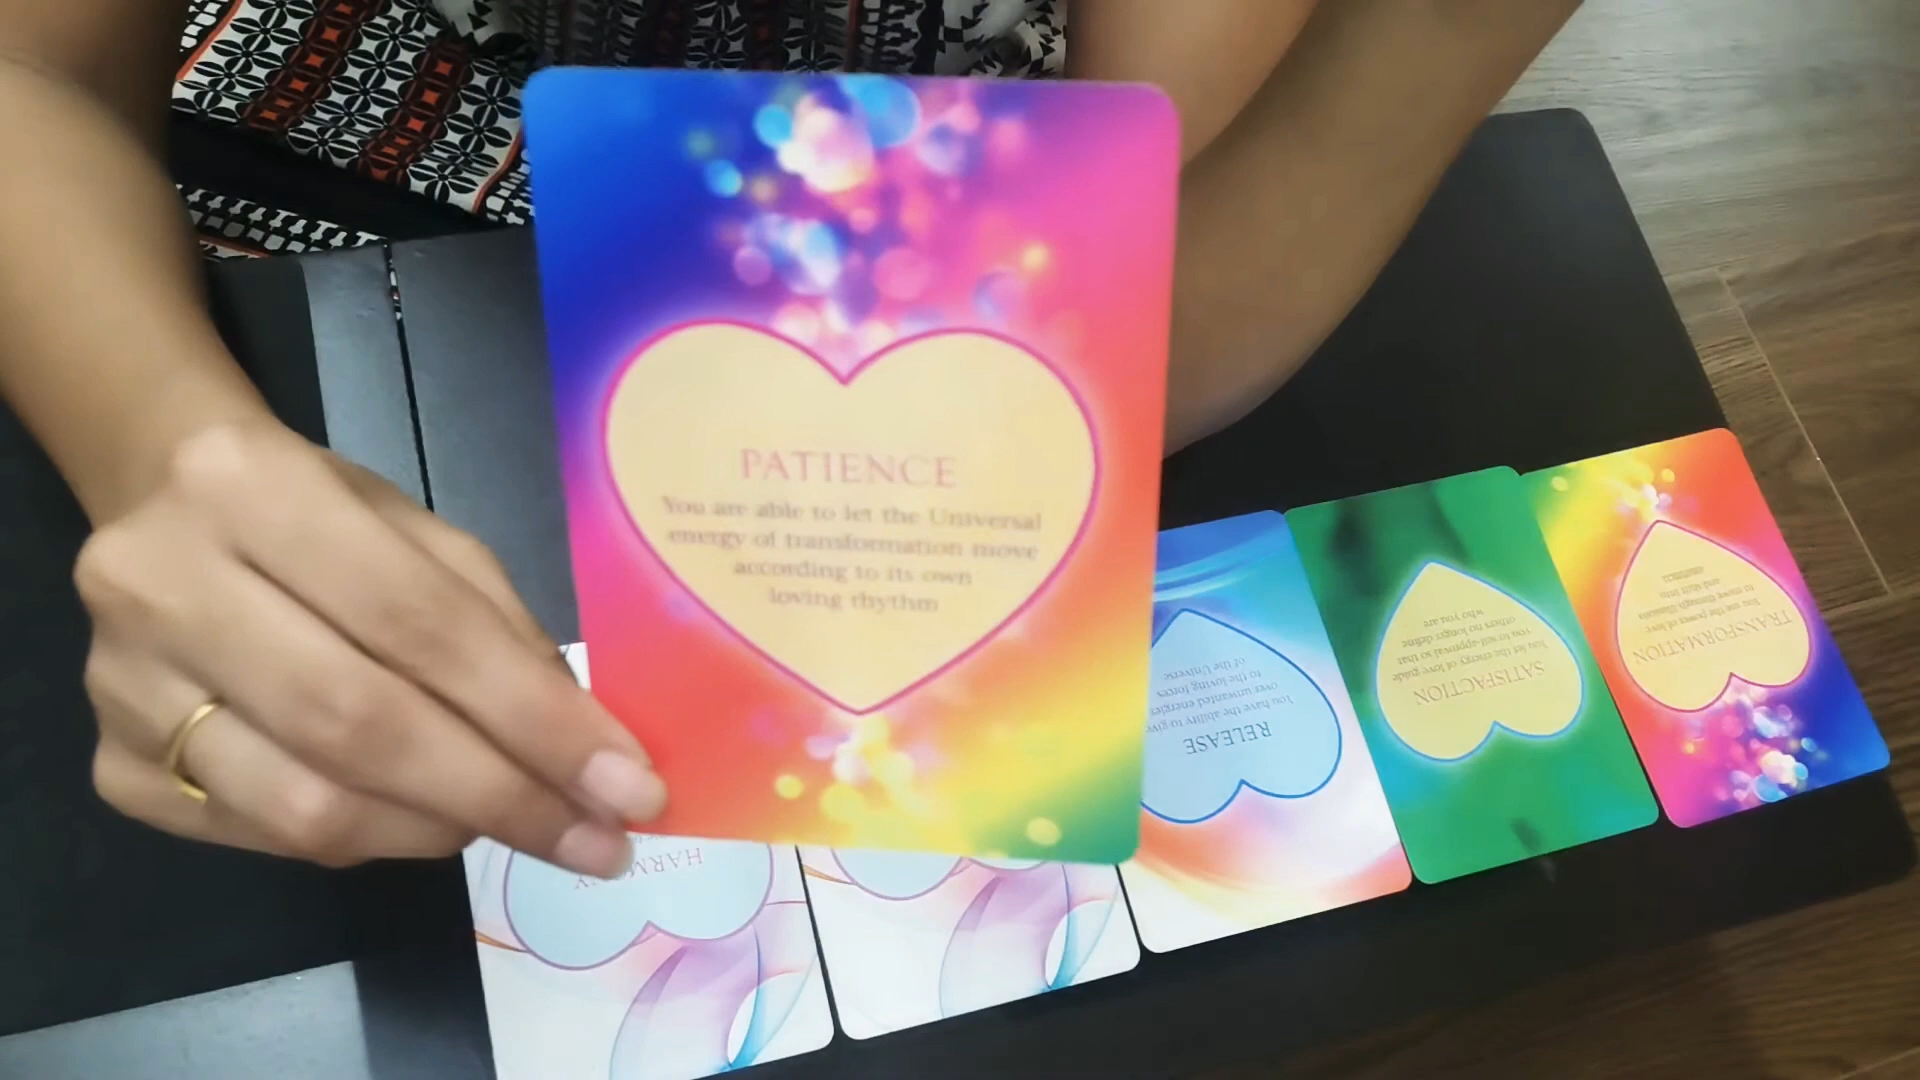 PATIENCE
You are able to let the Universal
energy of transformation move
according to its own
loving rhythm
HARMONY
RELEASE
You have the ability to give
over unwanted energies
to the loving forces
of the Universe
SATISFACTION
You let the energy of love guide
you to self-approval so that
others no longer define
who you are
TRANSFORMATION
You use the power of love
to move through illusions
and shift into